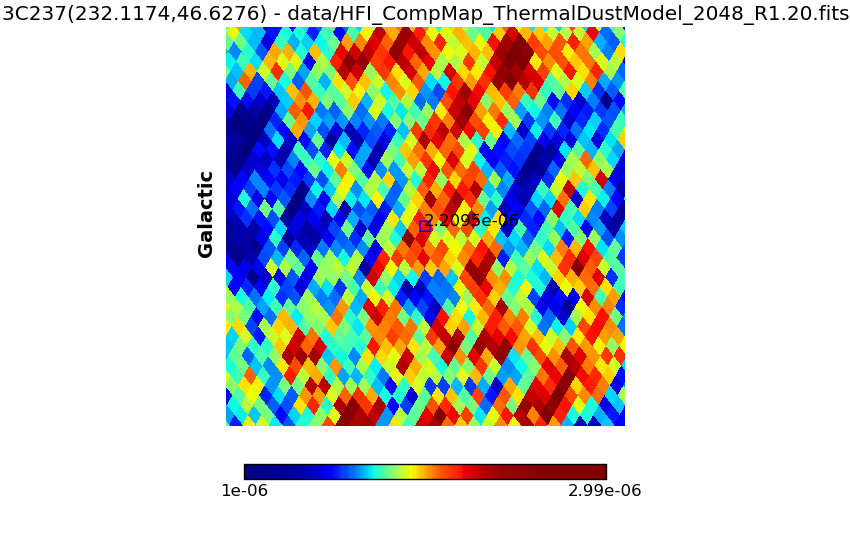 3C237(232.1174,46.6276) - data/HFI_CompMap_ThermalDustModel_2048_R1.20.fits
Galactic
2.2095e-06
1e-06
2.99e-06